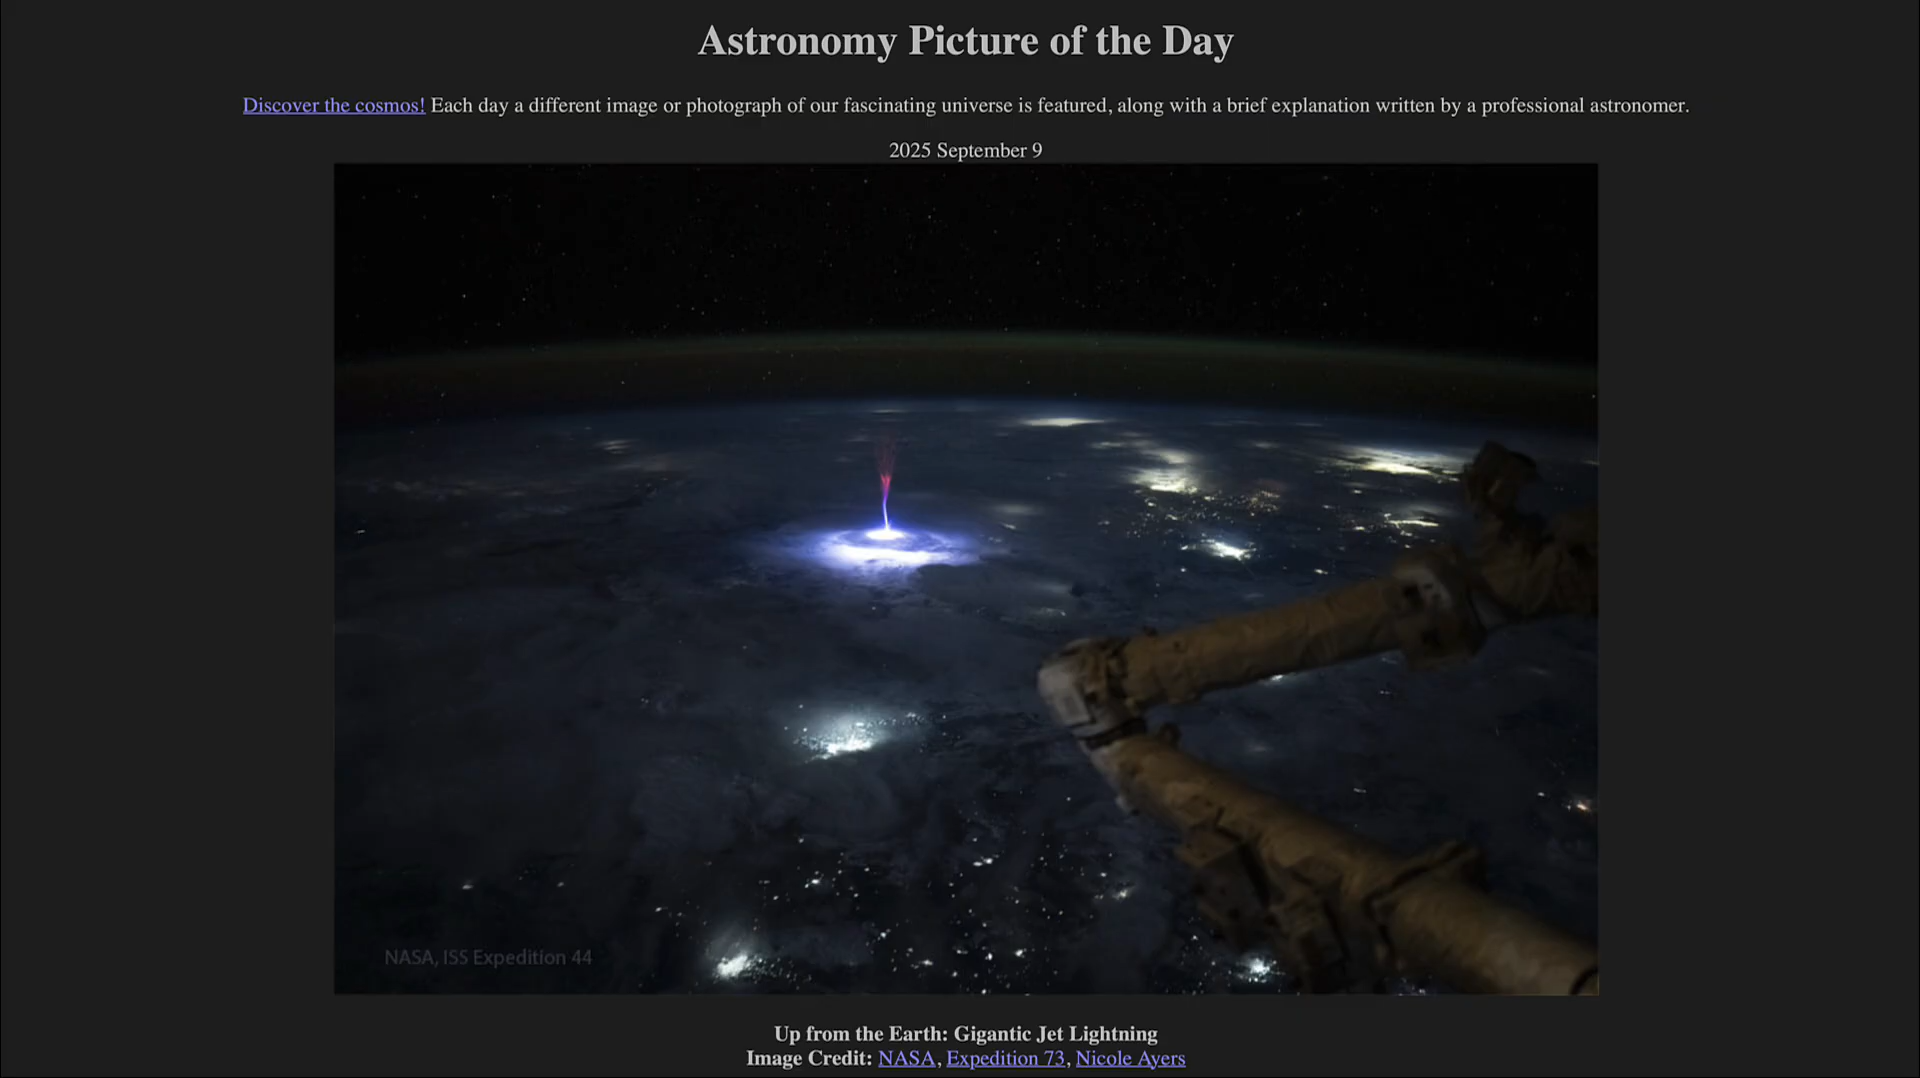 Astronomy Picture of the Day
Discover the cosmos! Each day a different image or photograph of our fascinating universe is featured, along with a brief explanation written by a professional astronomer.
2025 September 9
NASA, ISS Expedition 44
Up from the Earth: Gigantic Jet Lightning
Image Credit: NASA, Expedition 73, Nicole Ayers